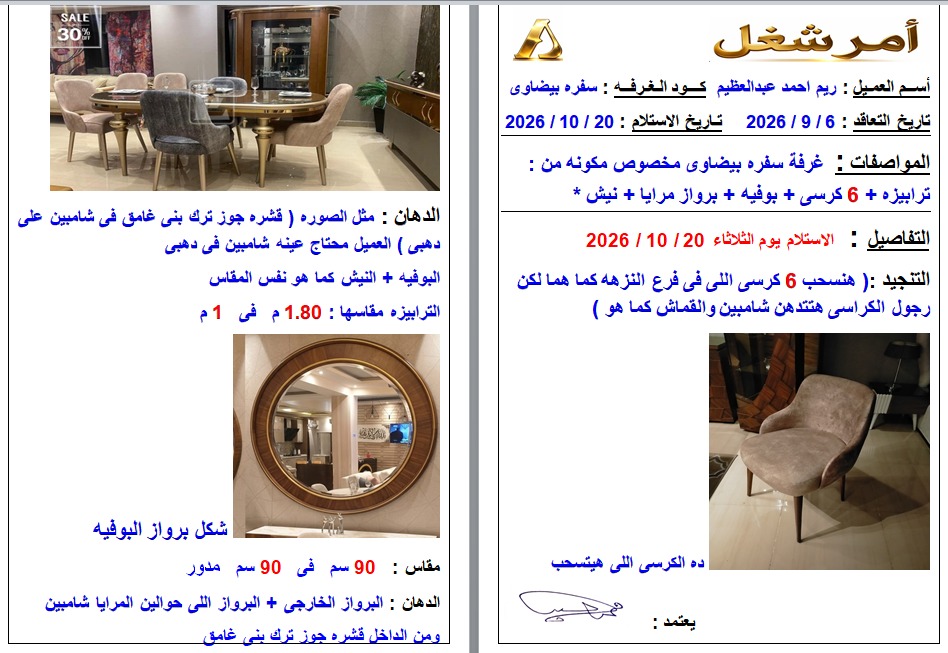 أمر شغل
أسـم العميـل : ريم احمد عبدالعظيم كـــود الـغـرفــه : سفره بيضاوى
تاريخ التعاقد : 6 / 9 / 2026 تـاريخ الاستلام : 20 / 10 / 2026
المواصفات : غرفة سفره بيضاوى مخصوص مكونه من :
ترابيزه + 6 كرسى + بوفيه + برواز مرايا + نيش *
التفاصيل : الاستلام يوم الثلاثاء 20 / 10 / 2026
التنجيد :( هنسحب 6 كرسى اللى فى فرع النزهه كما هما لكن
رجول الكراسى هتتدهن شامبين والقماش كما هو )
ده الكرسى اللى هيتسحب
يعتمد :
SALE
30% OFF
الدهان : مثل الصوره ( قشره جوز ترك بنى غامق فى شامبين على
دهبى ) العميل محتاج عينه شامبين فى دهبى
البوفيه + النيش كما هو نفس المقاس
الترابيزه مقاسها : 1.80 م فى 1 م
شكل برواز البوفيه
مقاس : 90 سم فى 90 سم مدور
الدهان : البرواز الخارجى + البرواز اللى حوالين المرايا شامبين
ومن الداخل قشره جوز ترك بنى غامق